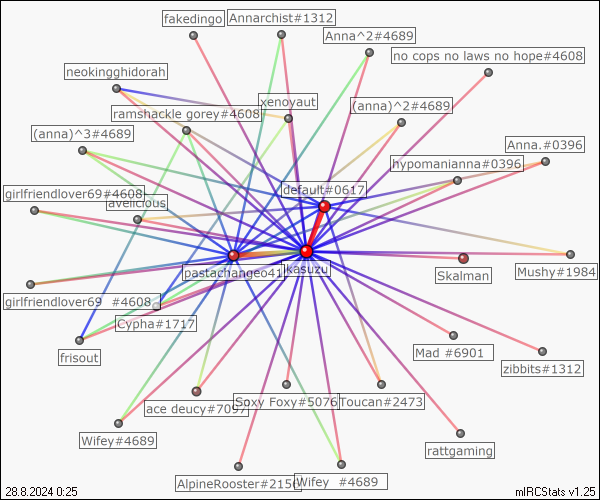 fakedingo
Annarchist#1312
Anna^2#4689
no cops no laws no hope#4608
neokingghidorah
xenoyaut
(anna)^2#4689
ramshackle gorey#4608
(anna)^3#4689
Anna.#0396
hypomanianna#0396
default#0617
girlfriendlover69#4608
avelicious
pastachangeo41
kasuzu
Skalman
Mushy#1984
girlfriendlover69 #4608
Cypha#1717
frisout
Mad #6901
zibbits#1312
ace deucy#7097
Soxy Foxy#5076
Toucan#2473
Wifey#4689
rattgaming
AlpineRooster#2156
Wifey #4689
28.8.2024 0:25
mIRCStats v1.25